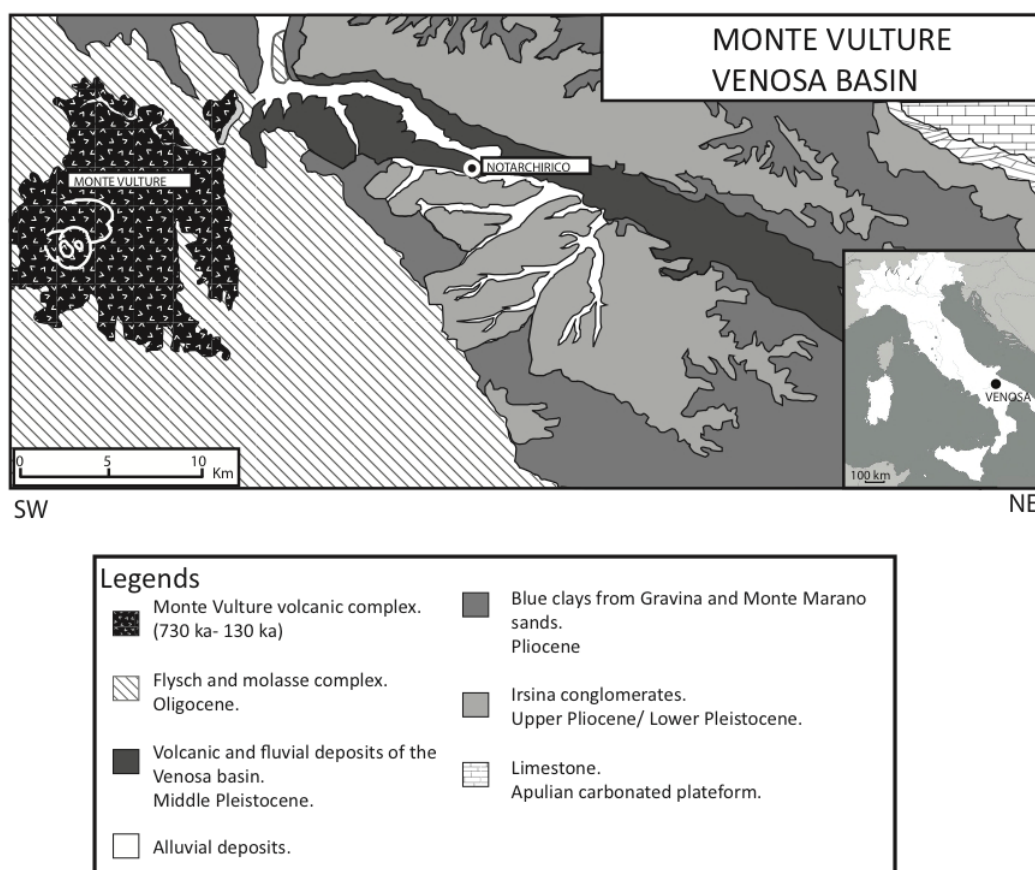 MONTE VULTURE
VENOSA BASIN
NOTARCHIRICO
MONTE VULTURE
VENOSA
0 5 10 Km
100 km
SW
NE
Legends
Monte Vulture volcanic complex.
(730 ka- 130 ka)
Flysch and molasse complex.
Oligocene.
Volcanic and fluvial deposits of the
Venosa basin.
Middle Pleistocene.
Alluvial deposits.
Blue clays from Gravina and Monte Marano
sands.
Pliocene
Irsina conglomerates.
Upper Pliocene/ Lower Pleistocene.
Limestone.
Apulian carbonated plateform.